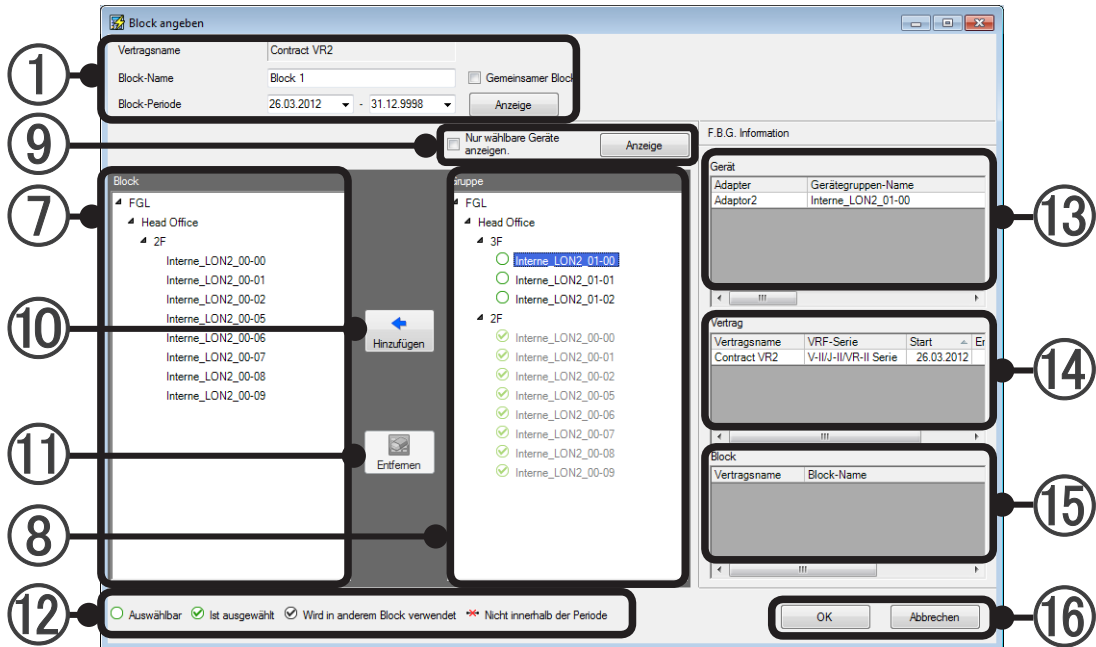 Block angeben
① Vertragsname Contract VR2
Block-Name Block 1 Gemeinsamer Block
Block-Periode 26.03.2012 - 31.12.9998 Anzeige
⑨ Nur wählbare Geräte
anzeigen. Anzeige
⑦ Block
FGL
Head Office
2F
Interne_LON2_00-00
Interne_LON2_00-01
Interne_LON2_00-02
Interne_LON2_00-05
Interne_LON2_00-06
Interne_LON2_00-07
Interne_LON2_00-08
Interne_LON2_00-09
⑩ Hinzufügen
⑪ Entfernen
⑧ Gruppe
FGL
Head Office
3F
Interne_LON2_01-00
Interne_LON2_01-01
Interne_LON2_01-02
2F
Interne_LON2_00-00
Interne_LON2_00-01
Interne_LON2_00-02
Interne_LON2_00-05
Interne_LON2_00-06
Interne_LON2_00-07
Interne_LON2_00-08
Interne_LON2_00-09
F.B.G. Information
Gerät
Adapter Gerätegruppen-Name
Adaptor2 Interne_LON2_01-00
⑬
Vertrag
Vertragsname VRF-Serie Start Er
Contract VR2 V-II/J-II/VR-II Serie 26.03.2012
⑭
Block
Vertragsname Block-Name
⑮
⑫ Auswählbar Ist ausgewählt Wird in anderem Block verwendet Nicht innerhalb der Periode
OK Abbrechen ⑯